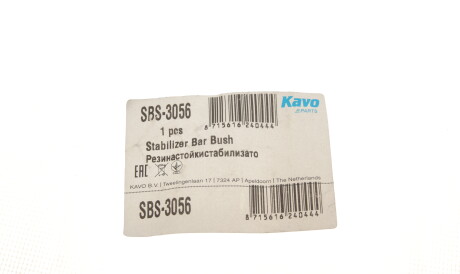 SBS-3056
Kavo
PARTS
1 pcs
8 715616 240444
Stabilizer Bar Bush
Резинастойкистабилизато
EAC
KAVO B.V. | Tweelingenlaan 17 | 7324 AP | Apeldoorn | The Netherlands
SBS-3056
8 715616 240444